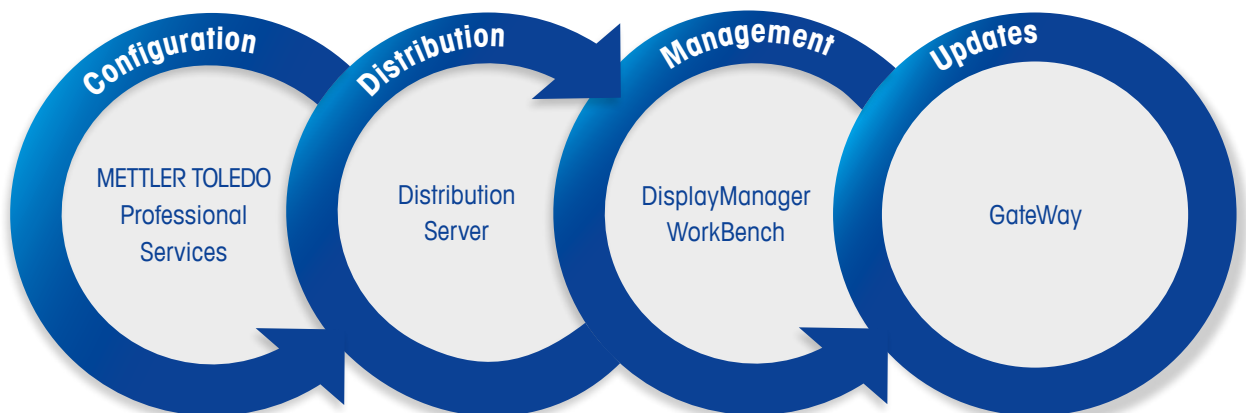 Configuration
METTLER TOLEDO
Professional
Services
Distribution
Distribution
Server
Management
DisplayManager
WorkBench
Updates
GateWay